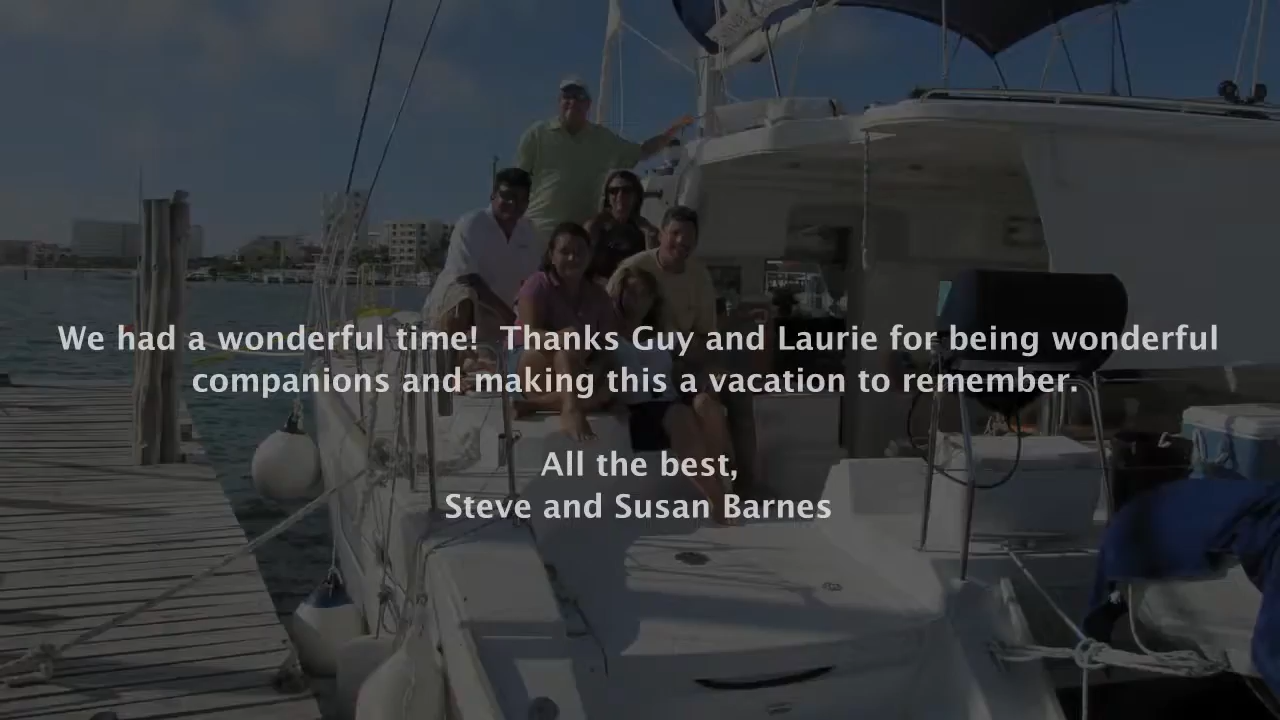 We had a wonderful time!  Thanks Guy and Laurie for being wonderful
companions and making this a vacation to remember.
All the best,
Steve and Susan Barnes